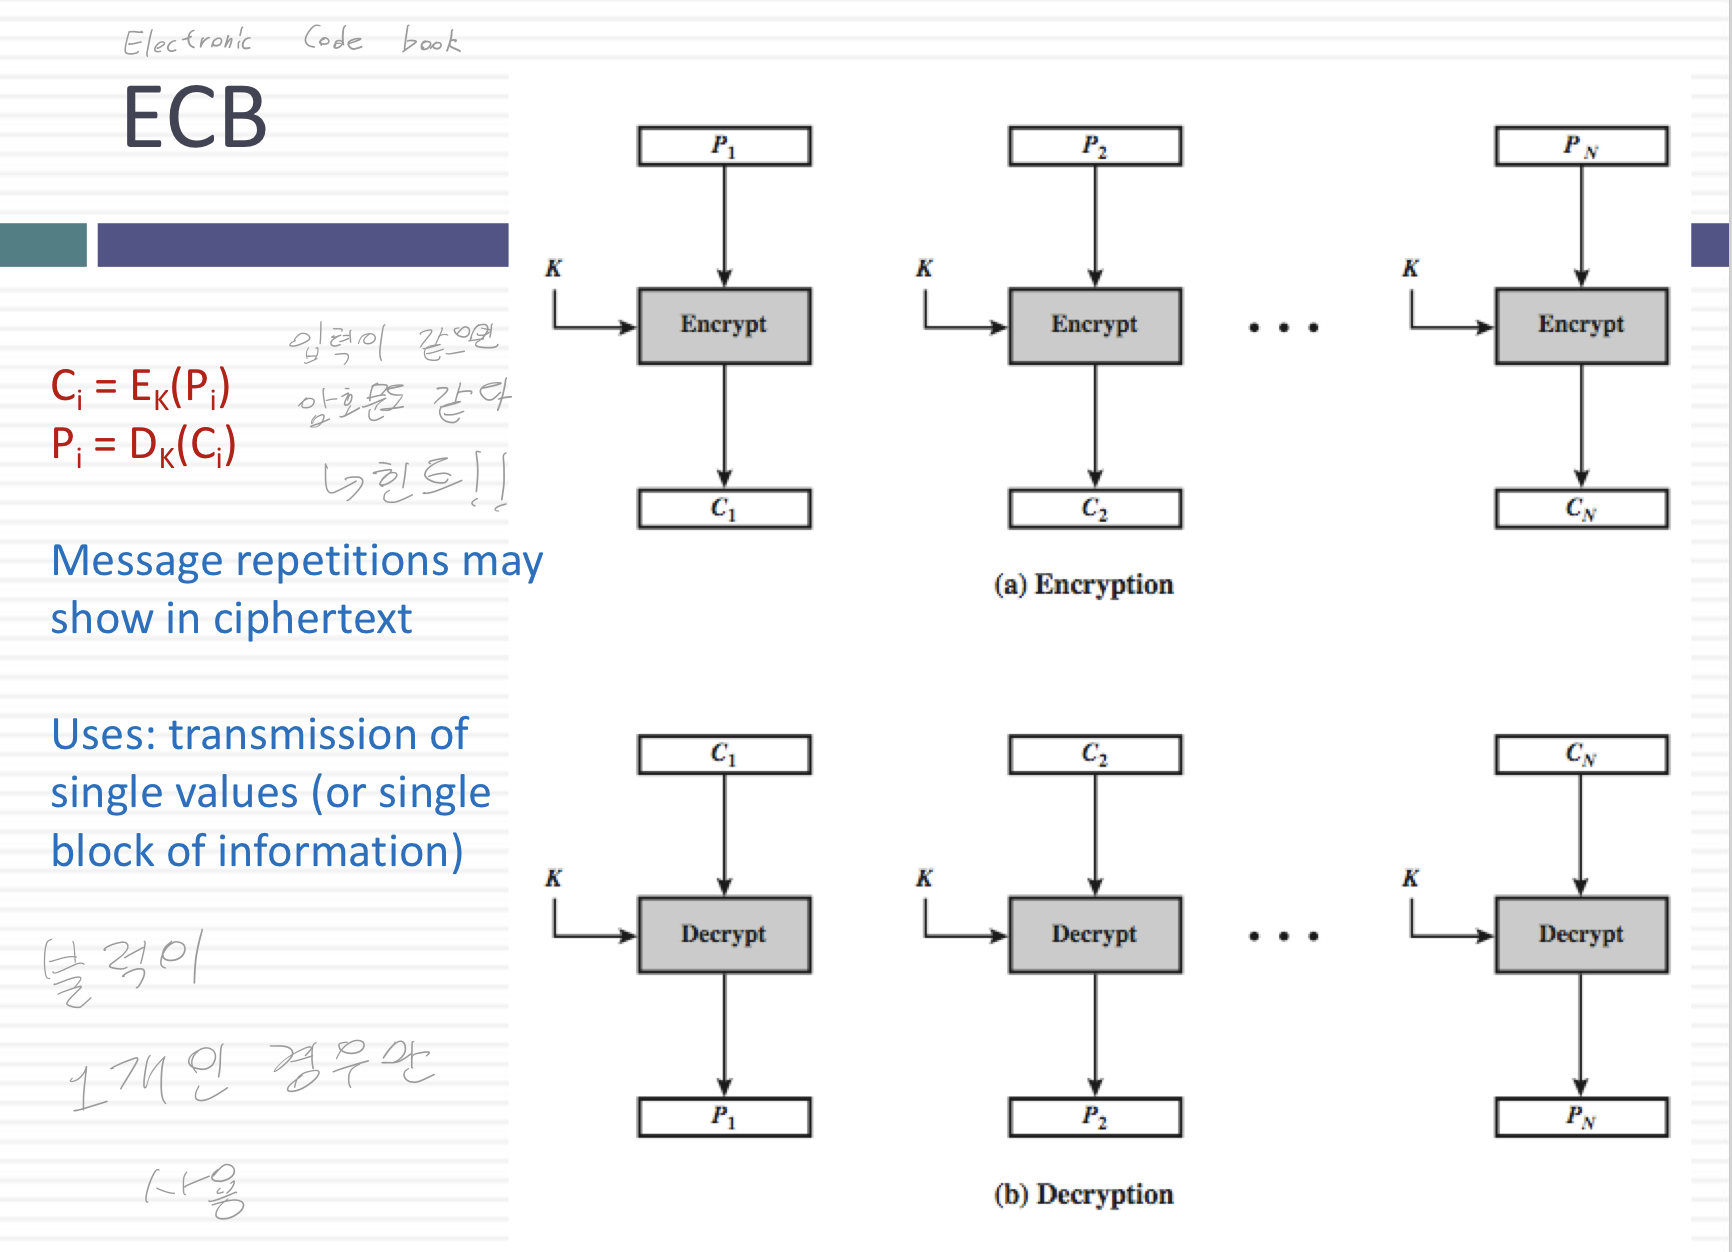 Electronic Code book
ECB
입력이 같으면
암호문도 같다
↳힌트!!
C_i = E_K(P_i)
P_i = D_K(C_i)
Message repetitions may
show in ciphertext
Uses: transmission of
single values (or single
block of information)
블럭이
1개인 경우만
사용
P_1 P_2 P_N
K K K
Encrypt Encrypt • • • Encrypt
C_1 C_2 C_N
(a) Encryption
C_1 C_2 C_N
K K K
Decrypt Decrypt • • • Decrypt
P_1 P_2 P_N
(b) Decryption